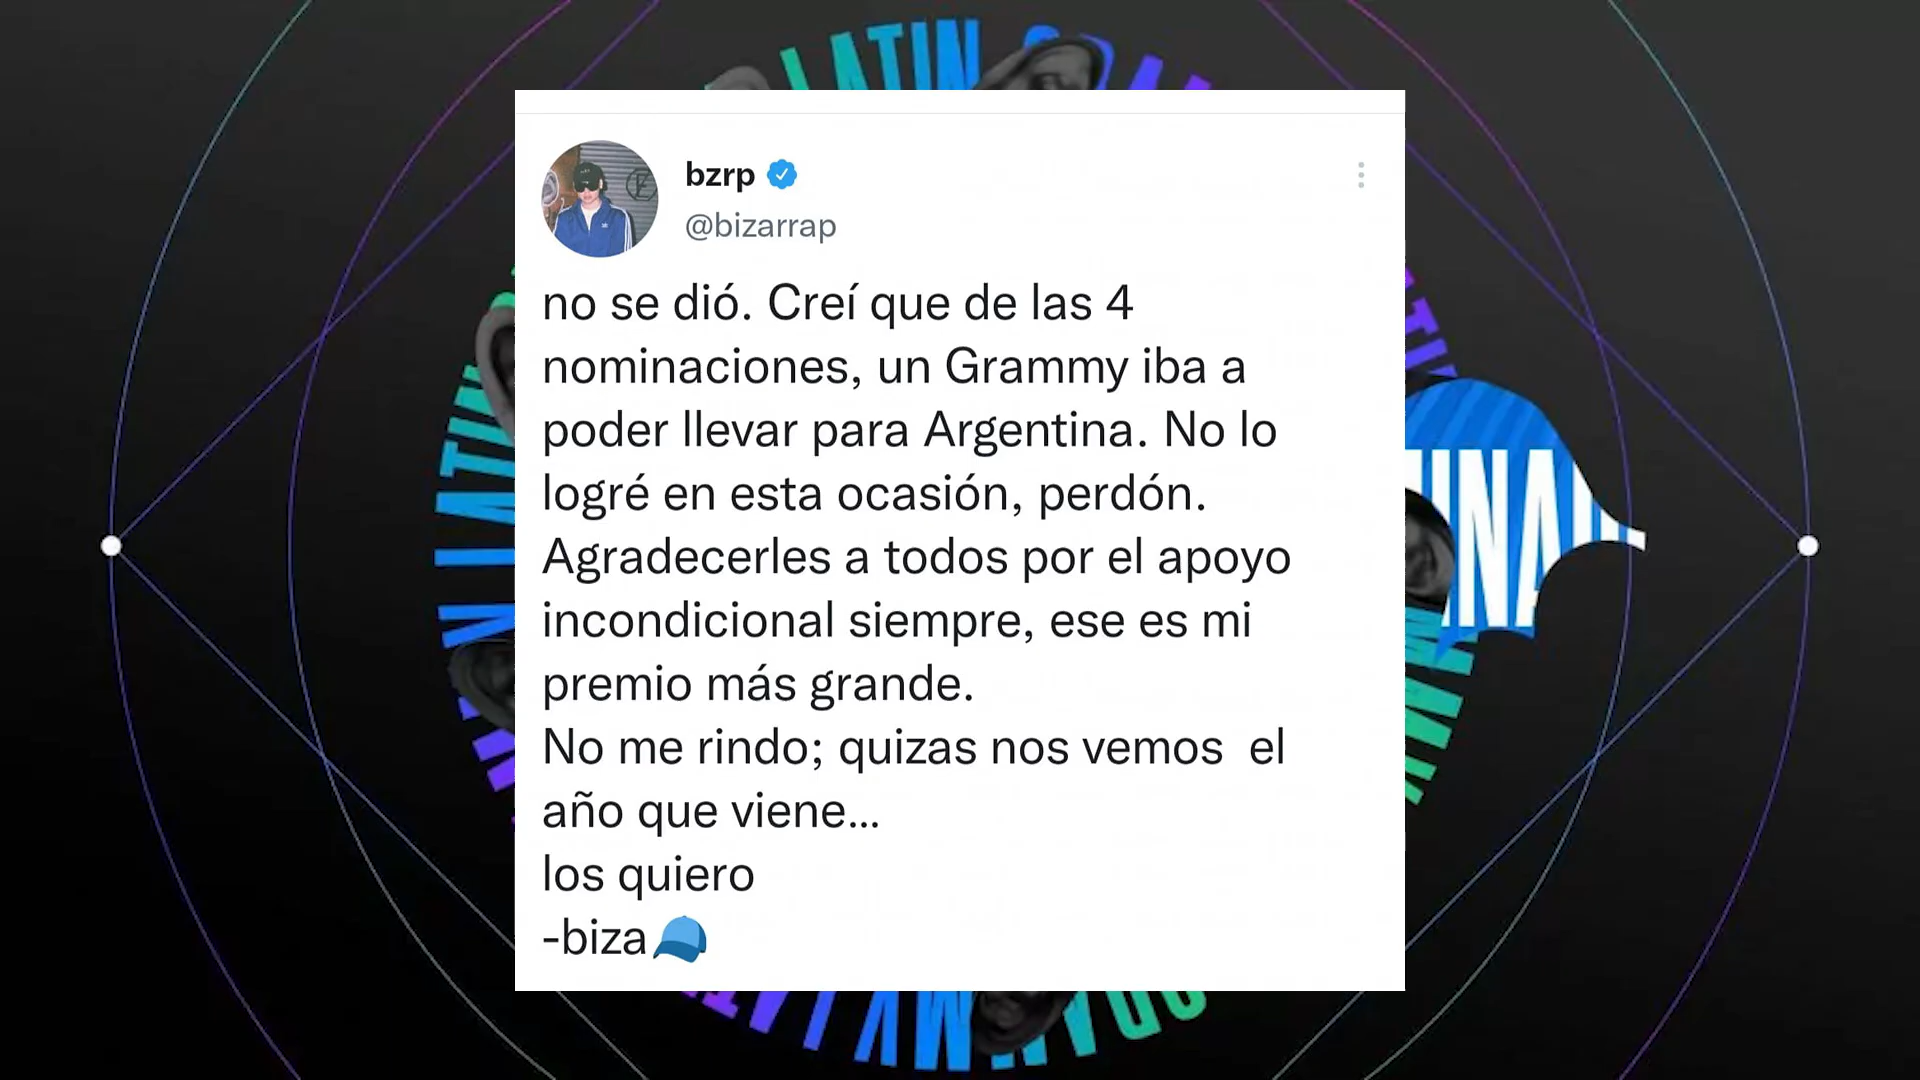 LATIN
bzrp
@bizarrap
no se dió. Creí que de las 4
nominaciones, un Grammy iba a
poder llevar para Argentina. No lo
logré en esta ocasión, perdón.
Agradecerles a todos por el apoyo
incondicional siempre, ese es mi
premio más grande.
No me rindo; quizas nos vemos  el
año que viene...
los quiero
-biza🧢